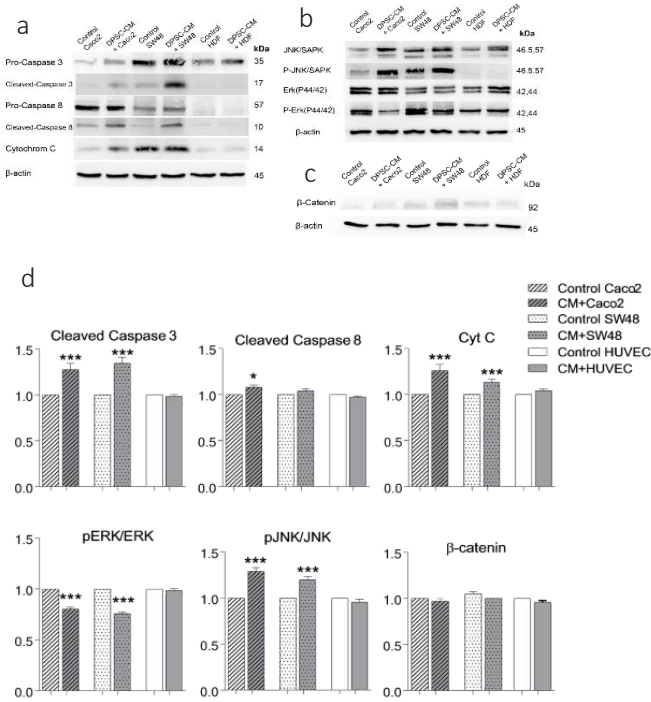 a
Control Caco2
DPSC-CM + Caco2
Control SW48
DPSC-CM + SW48
Control HDF
DPSC-CM + HDF
kDa
Pro-Caspase 3
35
Cleaved-Caspase 3
17
Pro-Caspase 8
57
Cleaved-Caspase 8
10
Cytochrom C
14
β-actin
45
b
Control Caco2
DPSC-CM + Caco2
Control SW48
DPSC-CM + SW48
Control HDF
DPSC-CM + HDF
kDa
JNK/SAPK
46.5,57
P-JNK/SAPK
46.5,57
Erk(P44/42)
42,44
P-Erk(P44/42)
42,44
β-actin
45
c
Control Caco2
DPSC-CM + Caco2
Control SW48
DPSC-CM + SW48
Control HDF
DPSC-CM + HDF
kDa
β-Catenin
92
β-actin
45
d
Control Caco2
CM+Caco2
Control SW48
CM+SW48
Control HUVEC
CM+HUVEC
Cleaved Caspase 3
1.5
1.0
0.5
0.0
***
***
Cleaved Caspase 8
1.5
1.0
0.5
0.0
*
Cyt C
1.5
1.0
0.5
0.0
***
***
pERK/ERK
1.5
1.0
0.5
0.0
***
***
pJNK/JNK
1.5
1.0
0.5
0.0
***
***
β-catenin
1.5
1.0
0.5
0.0